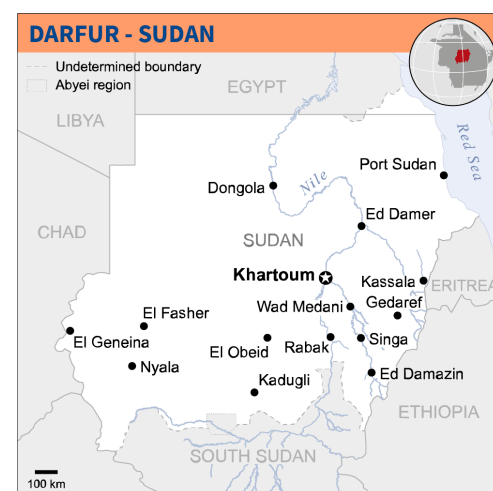 DARFUR - SUDAN
Undetermined boundary
Abyei region
EGYPT
LIBYA
Red Sea
Port Sudan
Nile
Dongola
Ed Damer
CHAD
SUDAN
Khartoum
Kassala
ERITREA
Gedaref
Wad Medani
El Fasher
El Geneina
El Obeid
Rabak
Singa
Nyala
Kadugli
Ed Damazin
ETHIOPIA
SOUTH SUDAN
100 km